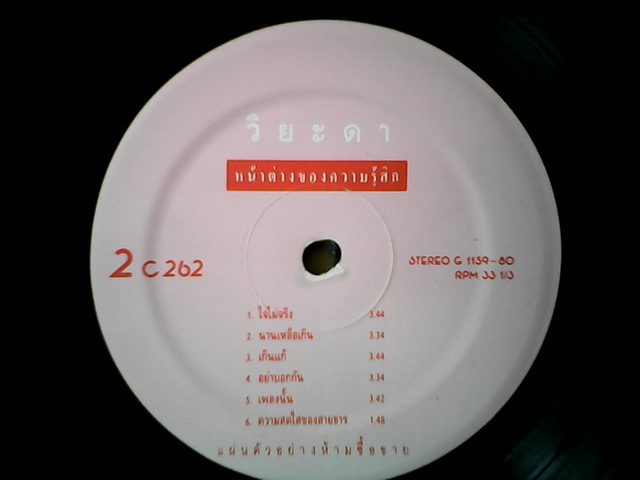 วิยะดา
หน้าต่างของความรู้สึก
2 C 262
STEREO G 1139-80
RPM 33 1/3
1. ใจไม่จริง 3.44
2. นานเหลือเกิน 3.34
3. เกินแก้ 3.44
4. อย่าบอกกัน 3.34
5. เพลงนั้น 3.42
6. ความสดใสของสายธาร 1.48
แผ่นตัวอย่างห้ามซื้อขาย